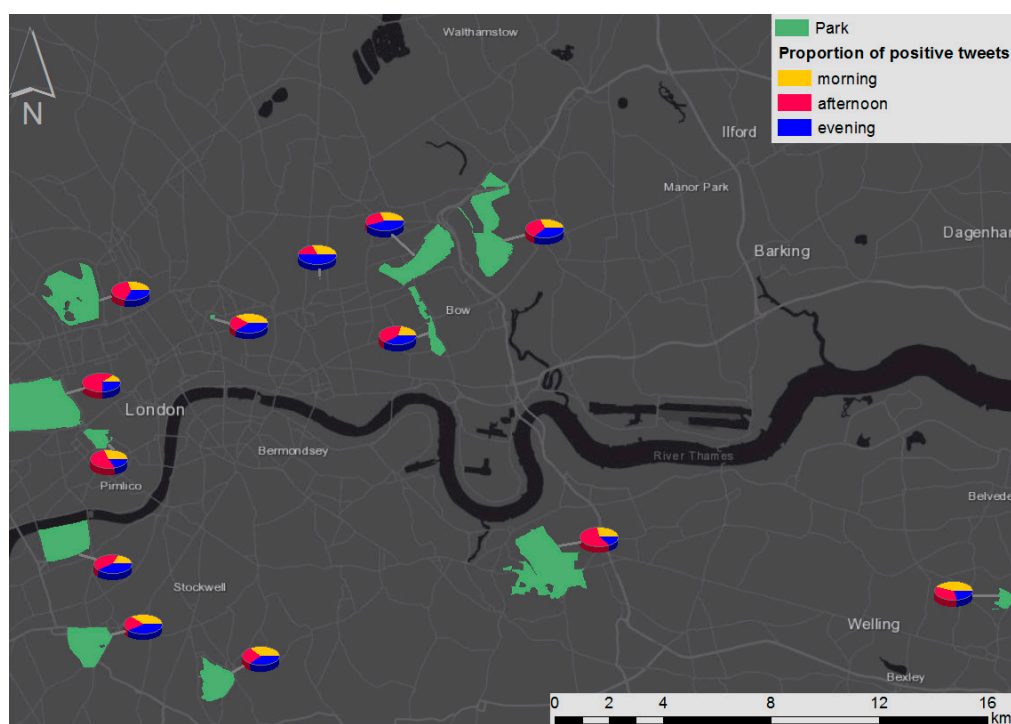 Walthamstow
Park
Proportion of positive tweets
morning
afternoon
evening
N
Ilford
Manor Park
Dagenham
Barking
Bow
London
Bermondsey
River Thames
Pimlico
Belvede
Stockwell
Welling
Bexley
0 2 4 8 12 16
km